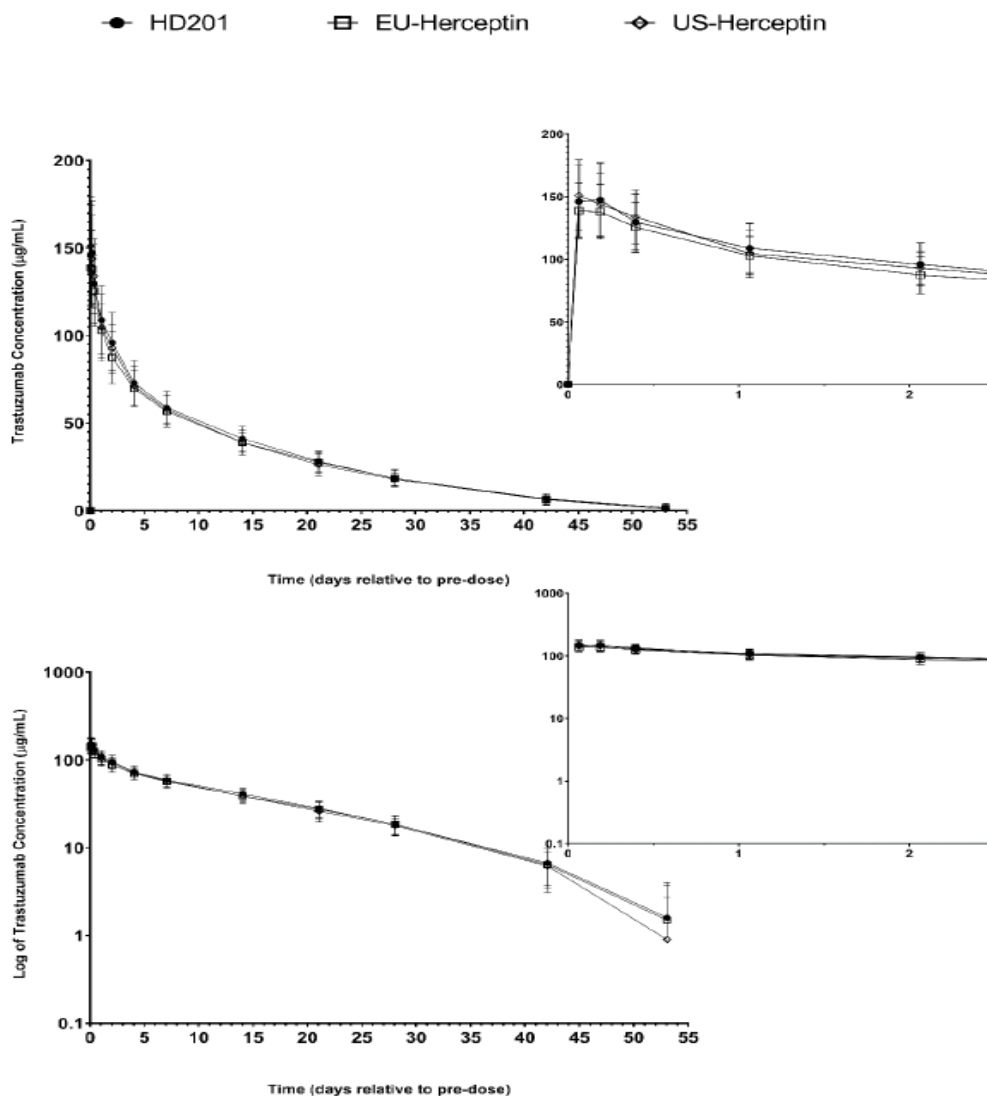 HD201 EU-Herceptin US-Herceptin
200
150
100
50
0
Trastuzumab Concentration (µg/mL)
0 5 10 15 20 25 30 35 40 45 50 55
Time (days relative to pre-dose)
200
150
100
50
0
0 1 2
1000
100
10
1
0.1
Log of Trastuzumab Concentration (µg/mL)
0 5 10 15 20 25 30 35 40 45 50 55
Time (days relative to pre-dose)
1000
100
10
1
0.1
0 1 2